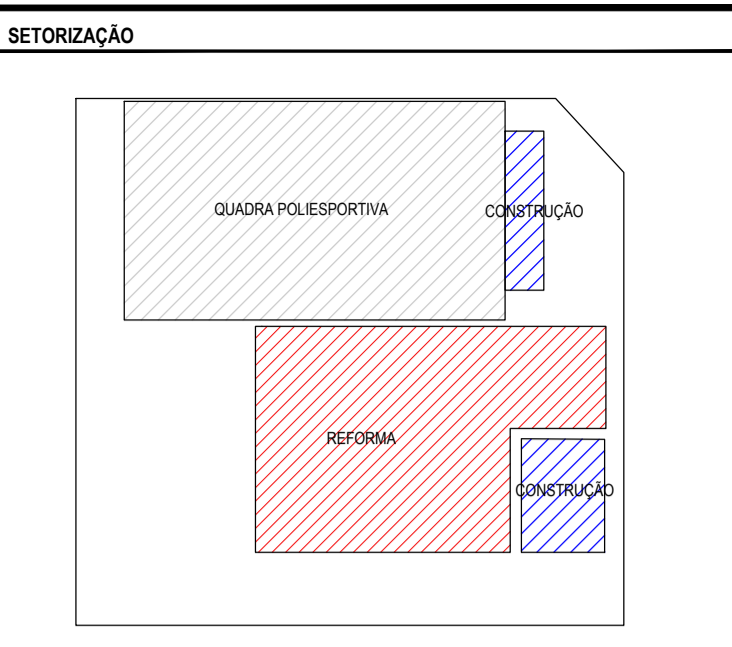 SETORIZAÇÃO
QUADRA POLIESPORTIVA
CONSTRUÇÃO
REFORMA
CONSTRUÇÃO